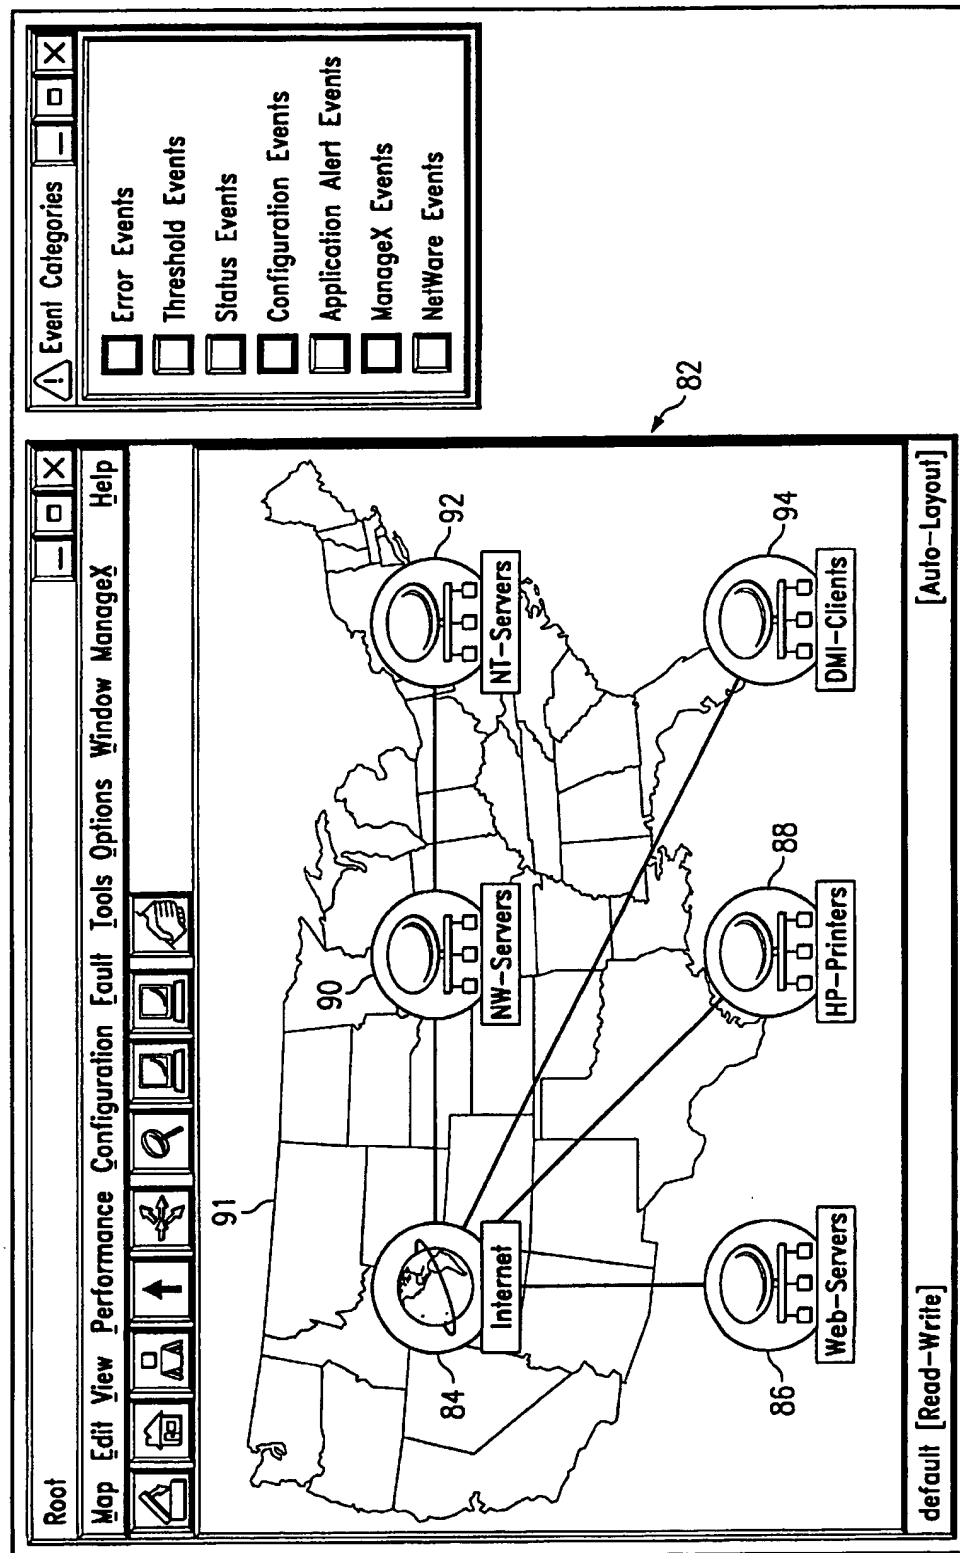 Root
Map Edit View Performance Configuration Fault Tools Options Window ManageX Help
91
84
Internet
90
NW-Servers
92
NT-Servers
86
Web-Servers
88
HP-Printers
94
DMI-Clients
default [Read-Write]
[Auto-Layout]
82
Event Categories
Error Events
Threshold Events
Status Events
Configuration Events
Application Alert Events
ManageX Events
NetWare Events